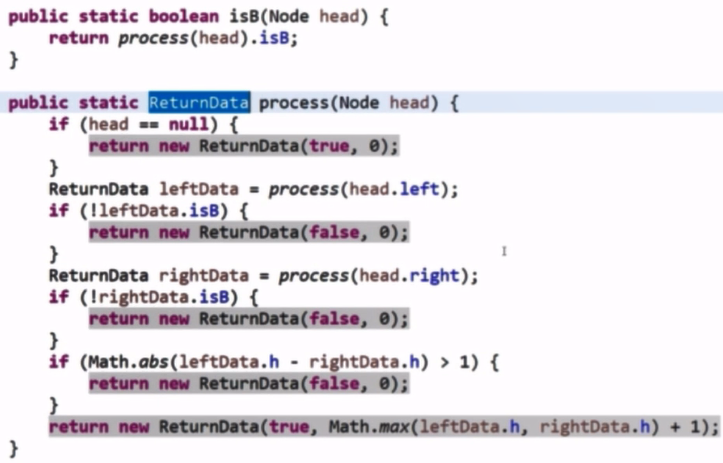 public static boolean isB(Node head) {
    return process(head).isB;
}
public static ReturnData process(Node head) {
    if (head == null) {
        return new ReturnData(true, 0);
    }
    ReturnData leftData = process(head.left);
    if (!leftData.isB) {
        return new ReturnData(false, 0);
    }
    ReturnData rightData = process(head.right);
    if (!rightData.isB) {
        return new ReturnData(false, 0);
    }
    if (Math.abs(leftData.h - rightData.h) > 1) {
        return new ReturnData(false, 0);
    }
    return new ReturnData(true, Math.max(leftData.h, rightData.h) + 1);
}